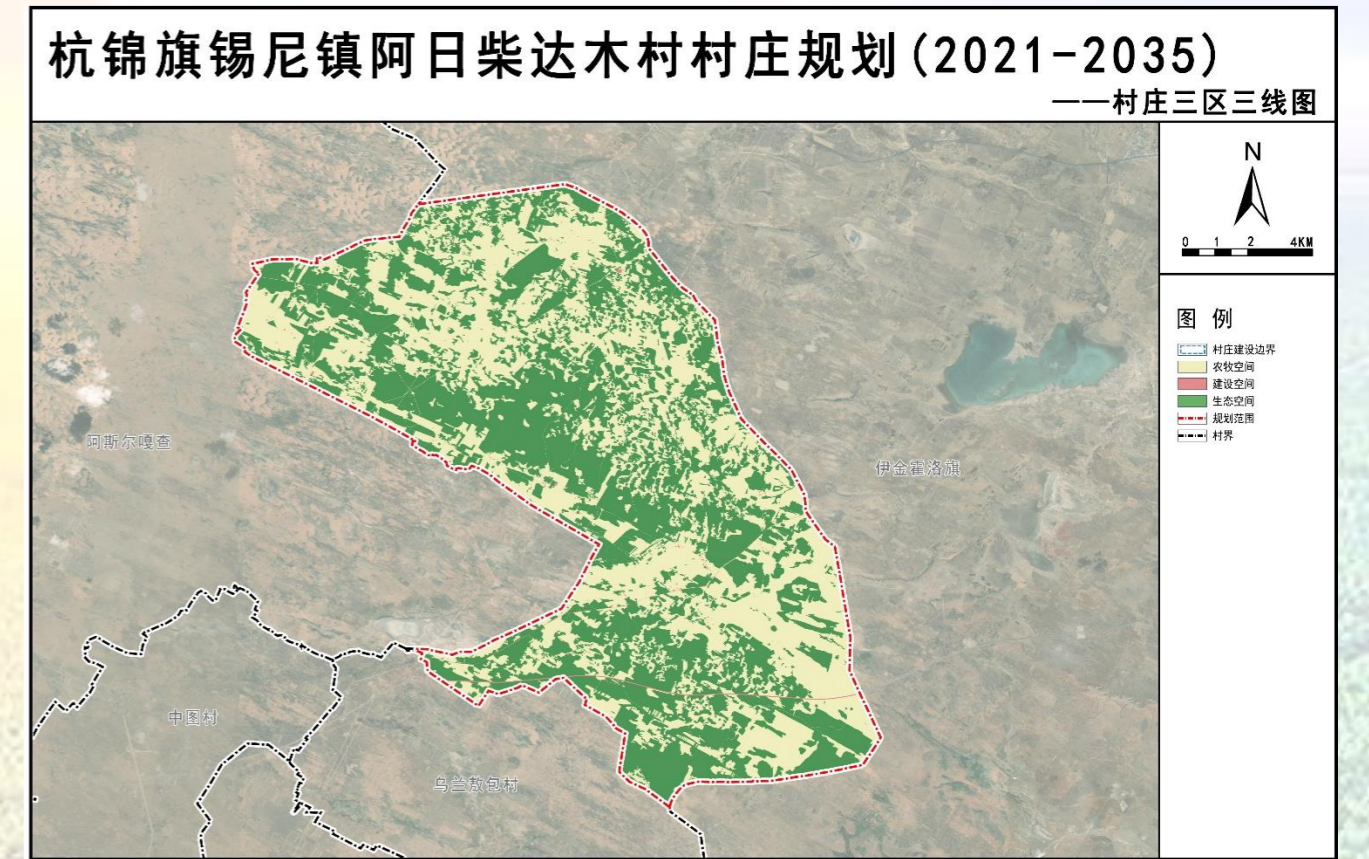 杭锦旗锡尼镇阿日柴达木村村庄规划(2021-2035)
——村庄三区三线图
N
0 1 2 4KM
图 例
村庄建设边界
农牧空间
建设空间
生态空间
规划范围
村界
阿斯尔嘎查
伊金霍洛旗
中图村
乌兰敖包村